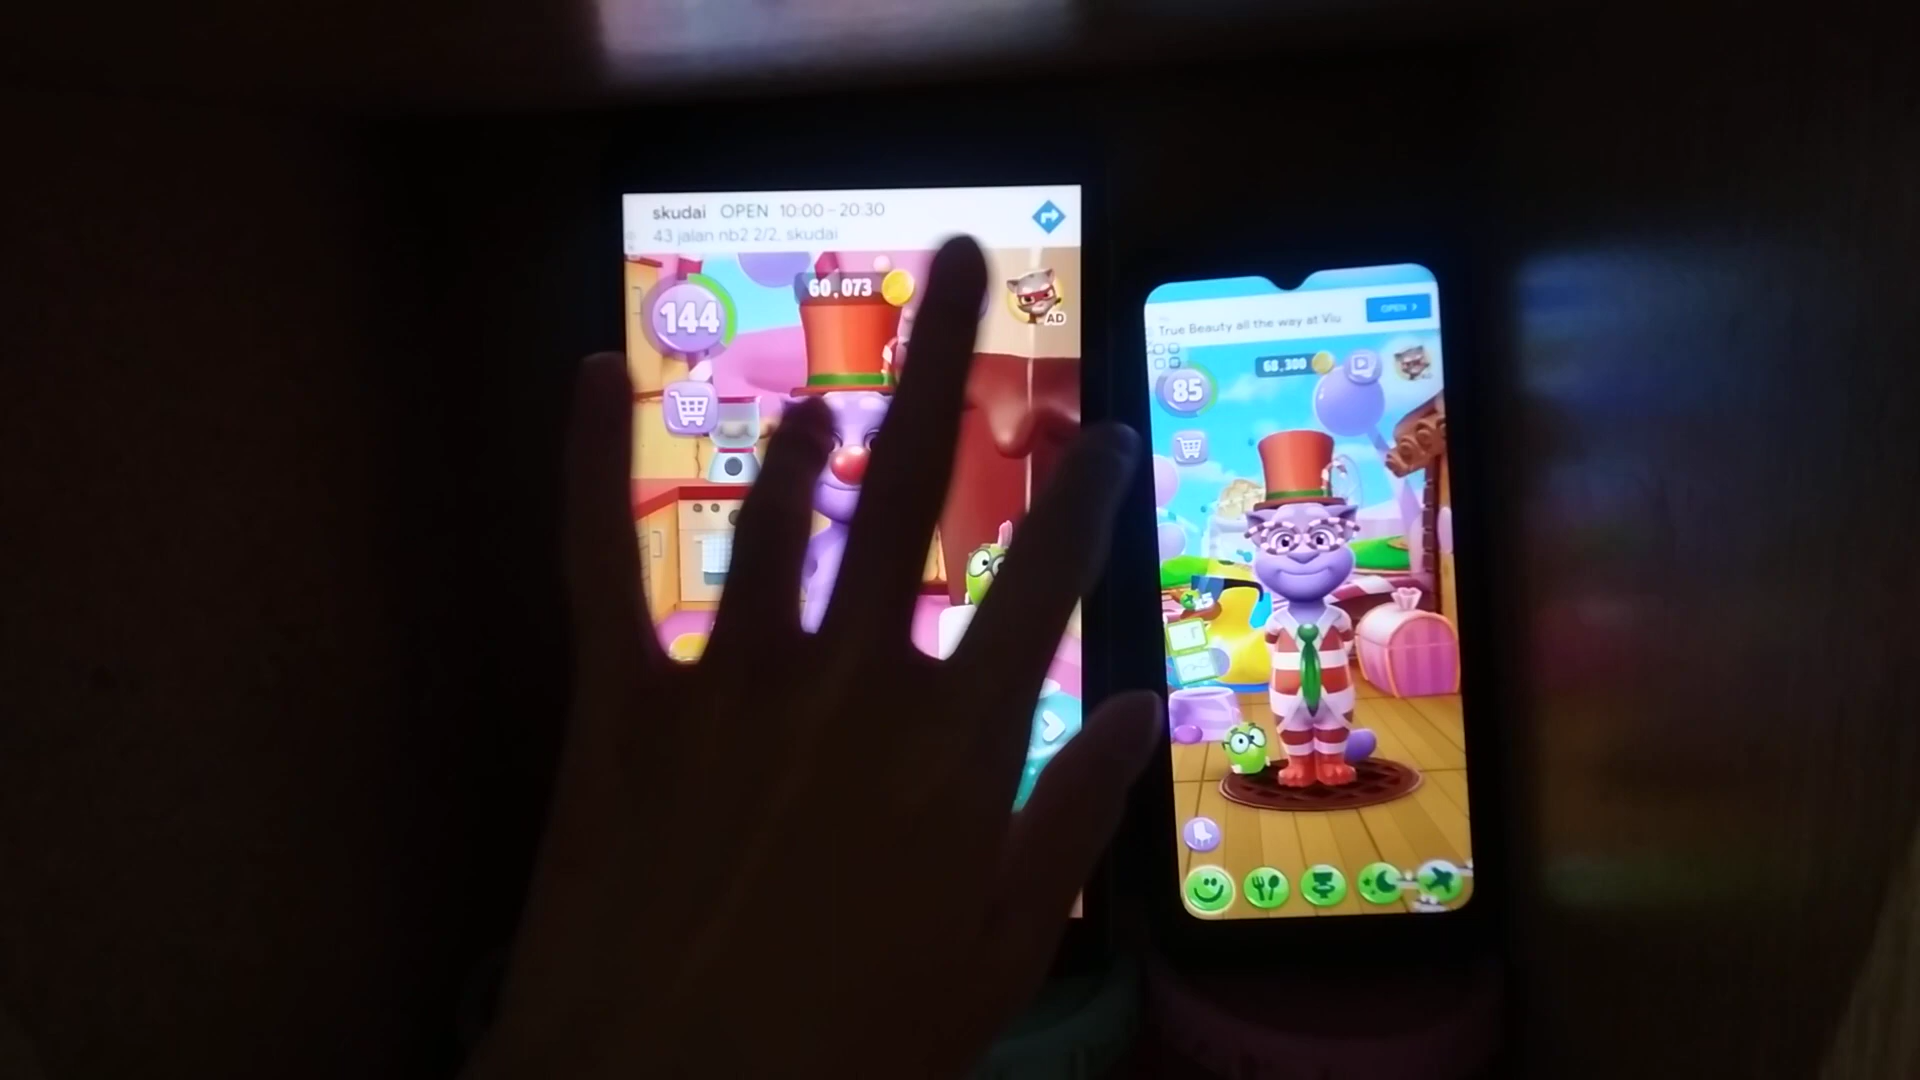 skudai OPEN 10:00 - 20:30
43 jalan nb2 2/2, skudai
144
60,073
AD
True Beauty all the way at Viu
OPEN
68,300
85
x5